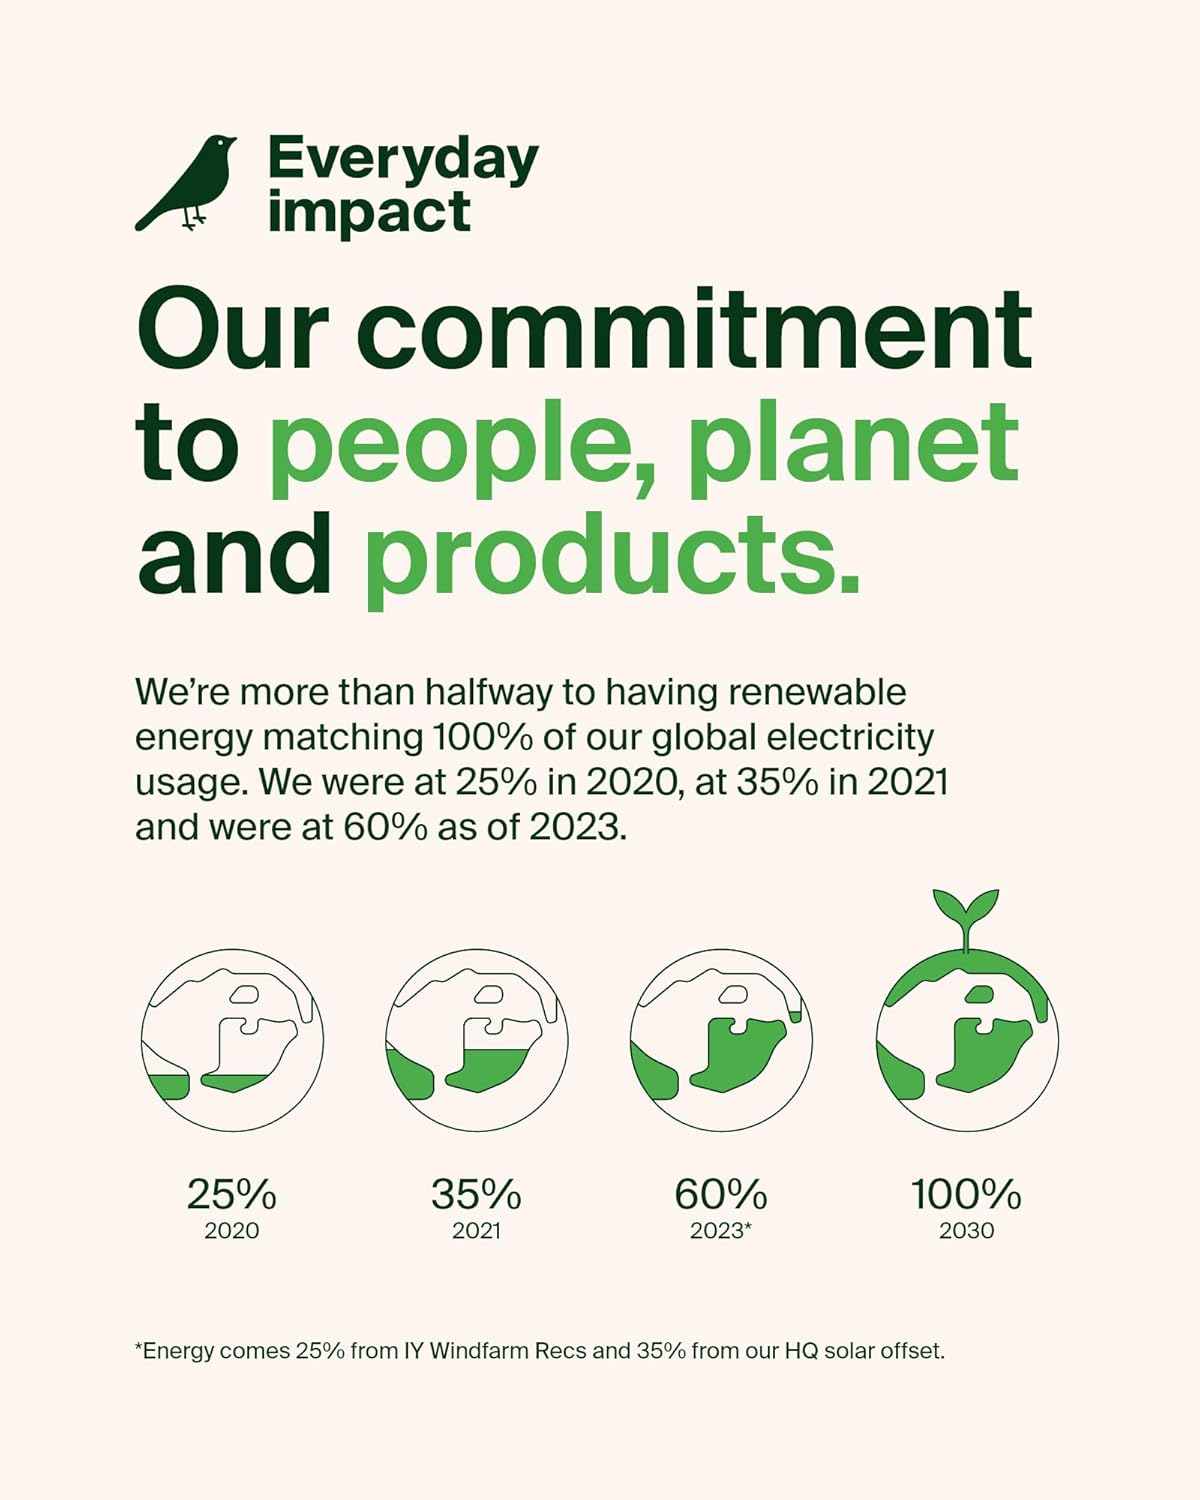 Everyday
impact
Our commitment
to people, planet
and products.
We’re more than halfway to having renewable
energy matching 100% of our global electricity
usage. We were at 25% in 2020, at 35% in 2021
and were at 60% as of 2023.
25%
2020
35%
2021
60%
2023*
100%
2030
*Energy comes 25% from IY Windfarm Recs and 35% from our HQ solar offset.